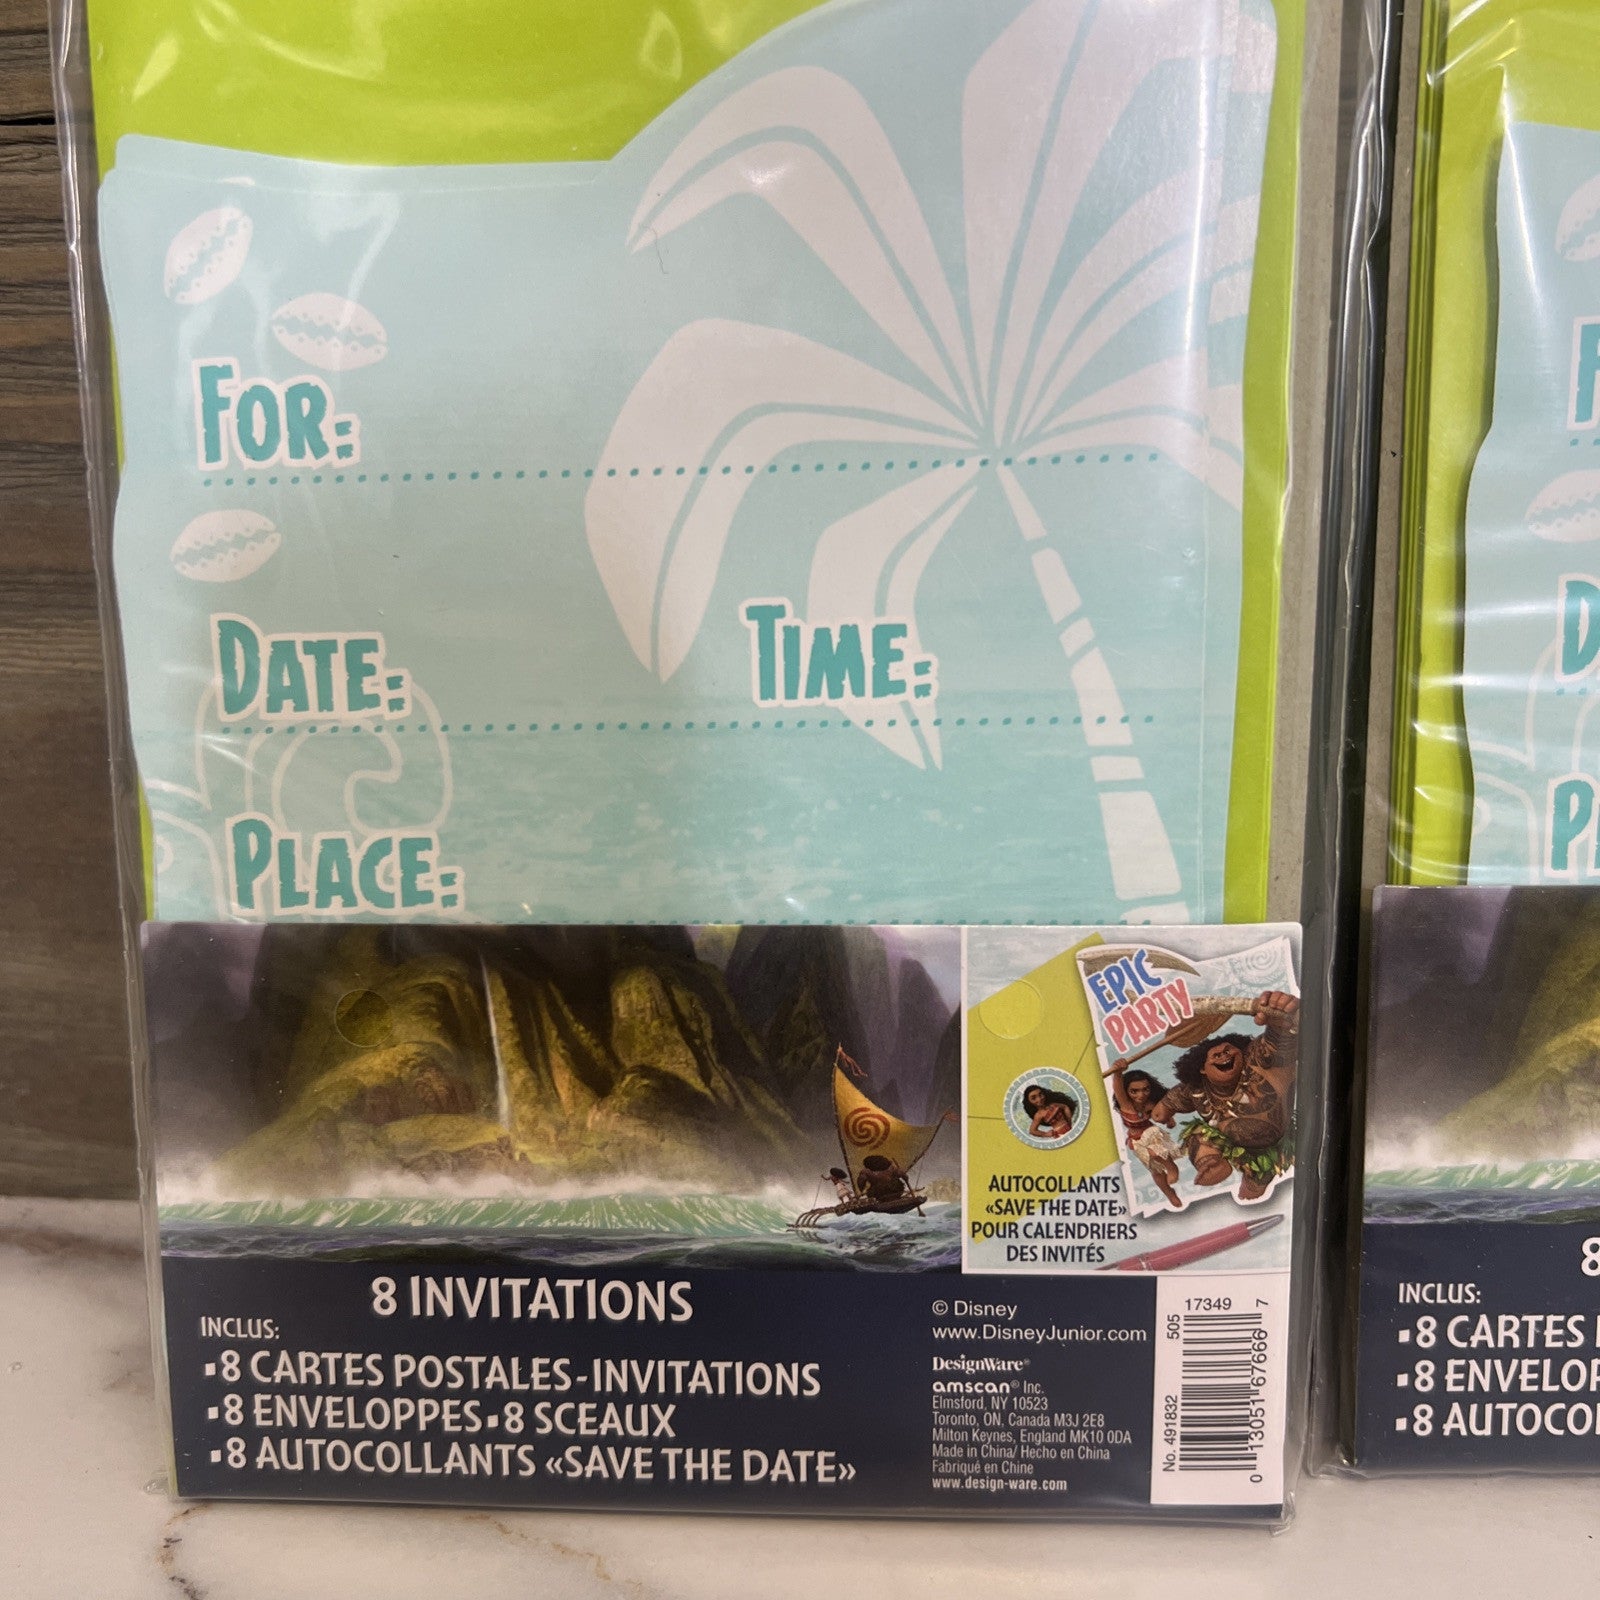 FOR:
DATE: TIME:
PLACE:
EPIC
PARTY
AUTOCOLLANTS
«SAVE THE DATE»
POUR CALENDRIERS
DES INVITÉS
8 INVITATIONS
INCLUS:
▪8 CARTES POSTALES-INVITATIONS
▪8 ENVELOPPES▪8 SCEAUX
▪8 AUTOCOLLANTS «SAVE THE DATE»
© Disney
www.DisneyJunior.com
DesignWare®
amscan® Inc.
Elmsford, NY 10523
Toronto, ON, Canada M3J 2E8
Milton Keynes, England MK10 0DA
Made in China/ Hecho en China
Fabriqué en Chine
www.design-ware.com
505
17349
No. 491832
0 13051 67666 7
F
D
PL
8
INCLUS:
▪8 CARTES
▪8 ENVELOP
▪8 AUTOCO